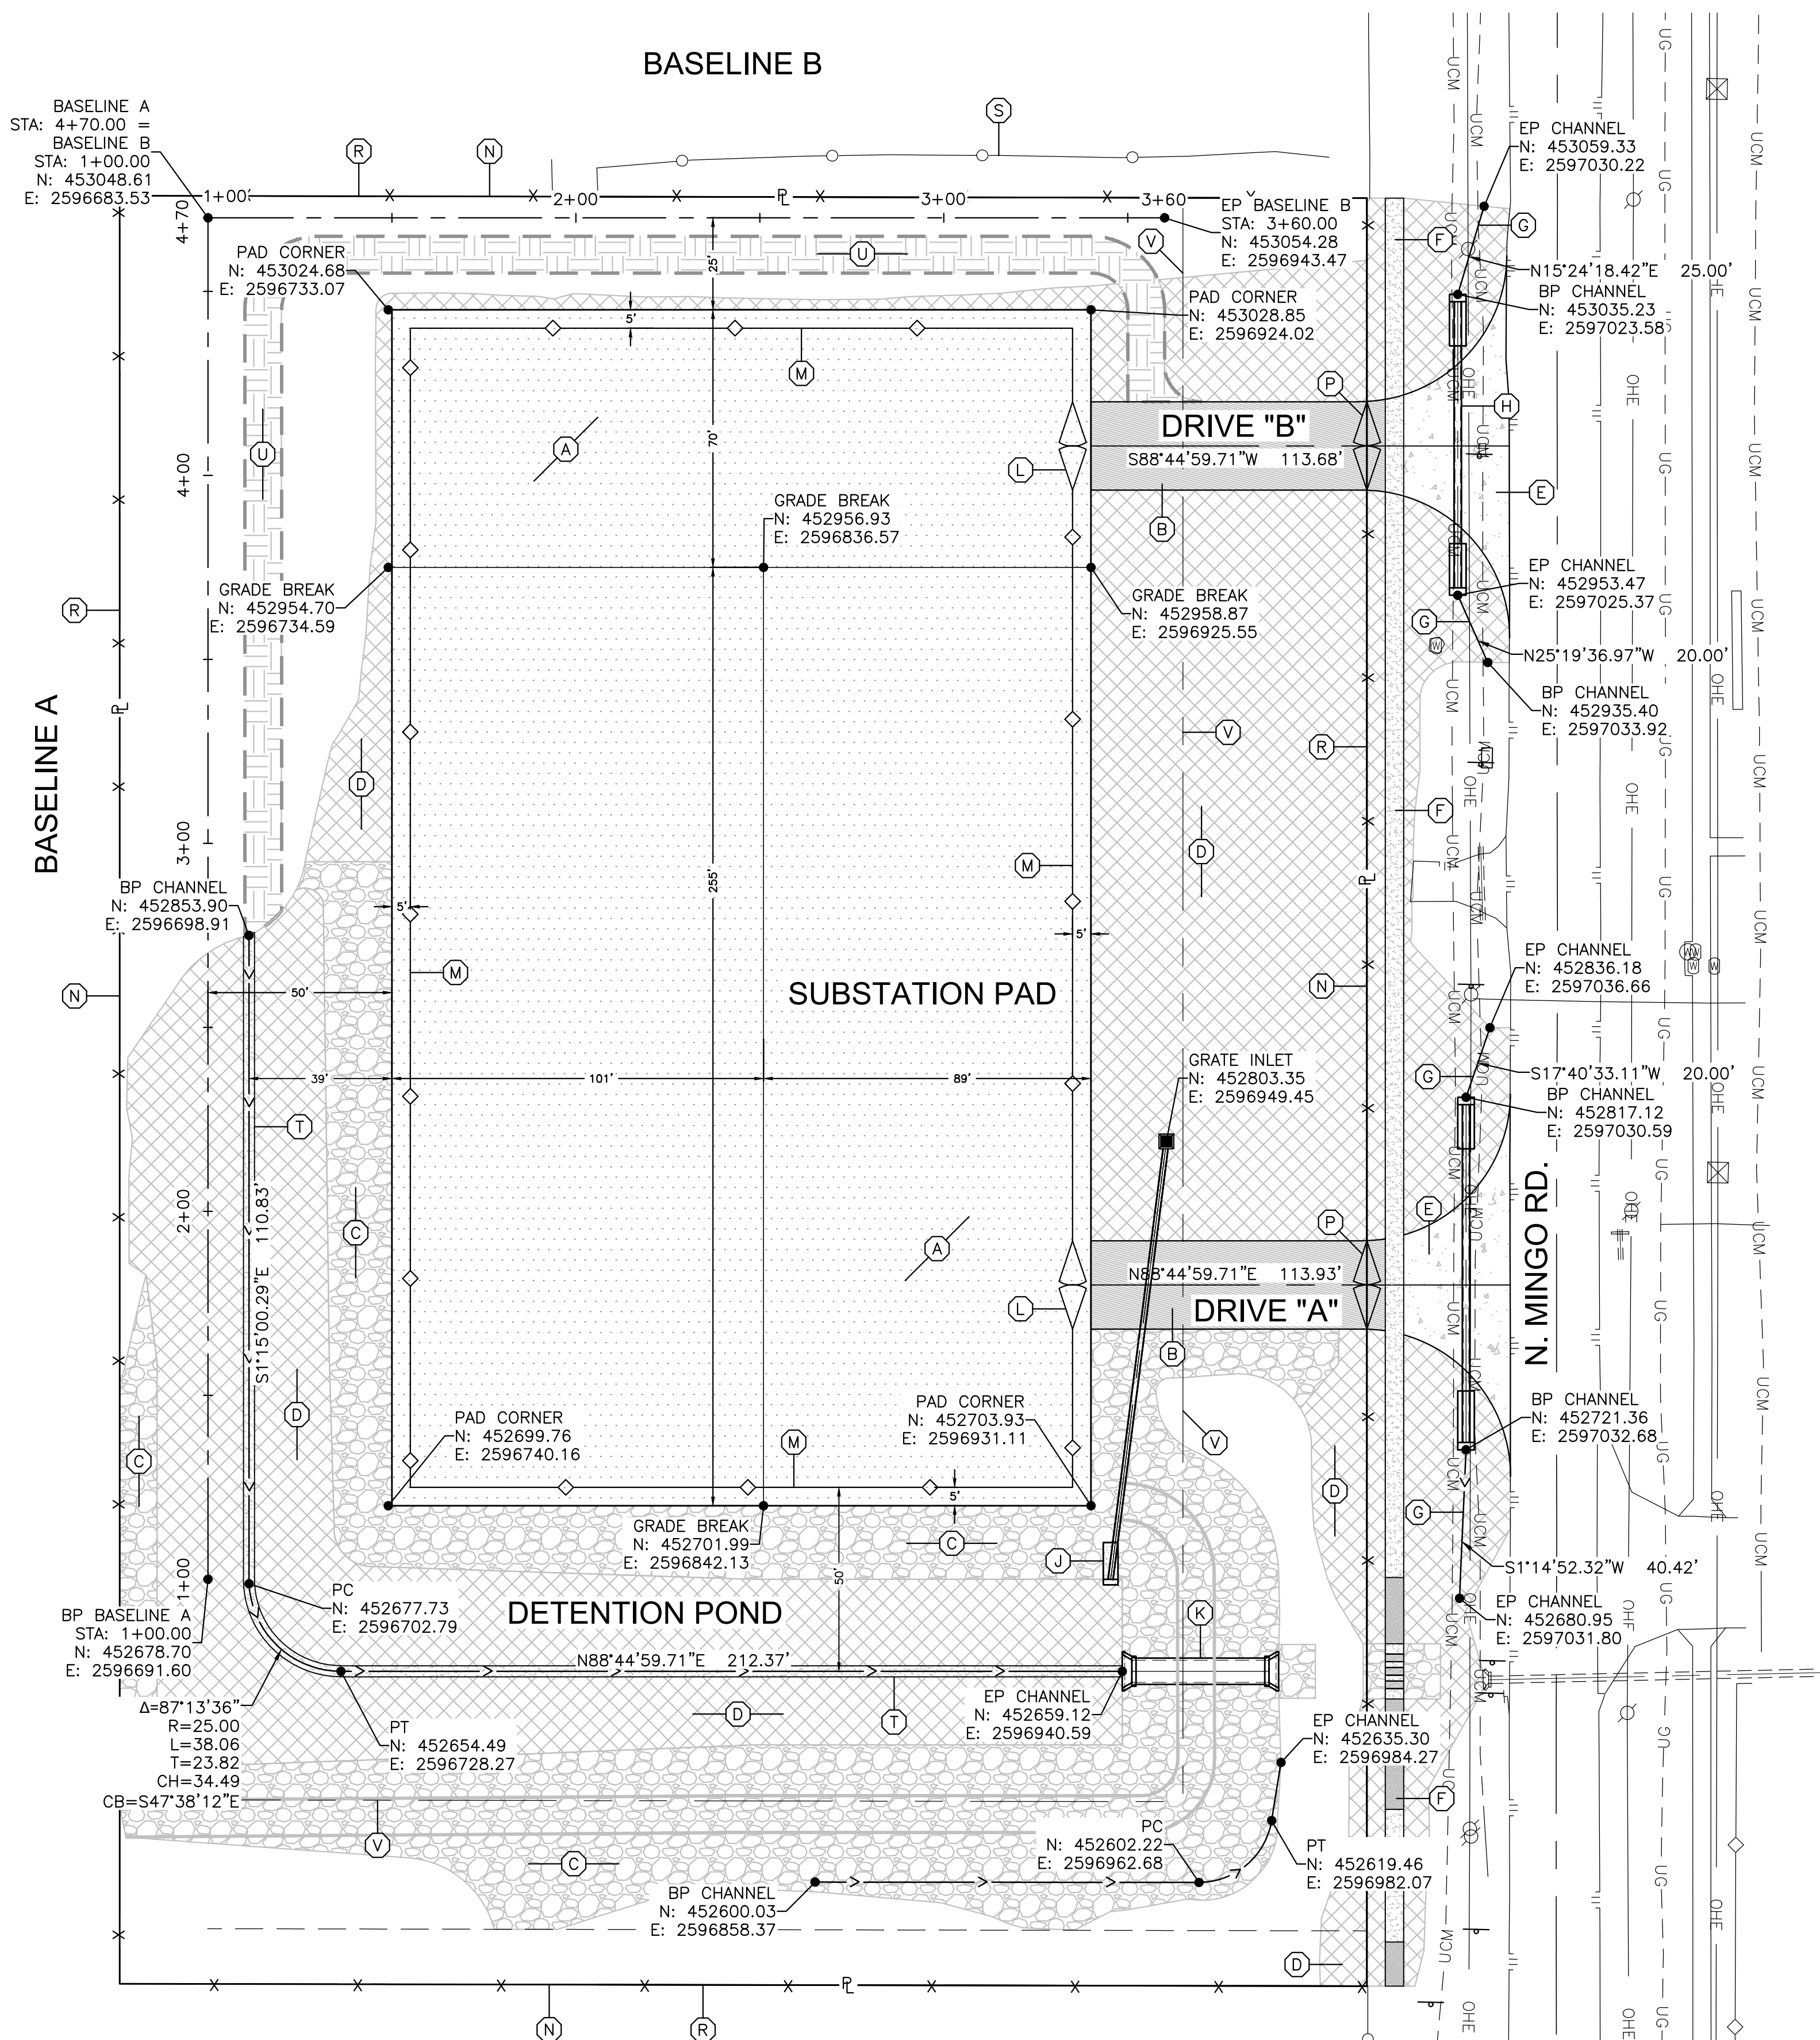 BASELINE B
BASELINE A
STA: 4+70.00 =
BASELINE B
STA: 1+00.00
N: 453048.61
E: 2596683.53
S
R
N
1+00
2+00
℄
3+00
3+60
4+70
EP BASELINE B
STA: 3+60.00
N: 453054.28
E: 2596943.47
EP CHANNEL
N: 453059.33
E: 2597030.22
V
U
F
G
25'
PAD CORNER
N: 453024.68
E: 2596733.07
N15°24'18.42"E 25.00'
BP CHANNEL
N: 453035.23
E: 2597023.58
PAD CORNER
N: 453028.85
E: 2596924.02
5'
M
P
H
DRIVE "B"
S88°44'59.71"W 113.68'
A
U
L
70'
4+00
E
B
GRADE BREAK
N: 452956.93
E: 2596836.57
GRADE BREAK
N: 452954.70
E: 2596734.59
GRADE BREAK
N: 452958.87
E: 2596925.55
EP CHANNEL
N: 452953.47
E: 2597025.37
R
G
W
N25°19'36.97"W 20.00'
BP CHANNEL
N: 452935.40
E: 2597033.92
BASELINE A
V
R
D
F
3+00
255'
M
D
BP CHANNEL
N: 452853.90
E: 2596698.91
5'
5'
EP CHANNEL
N: 452836.18
E: 2597036.66
W
W
W
M
N
50'
SUBSTATION PAD
N
39'
101'
89'
GRATE INLET
N: 452803.35
E: 2596949.45
G
S17°40'33.11"W 20.00'
BP CHANNEL
N: 452817.12
E: 2597030.59
T
2+00
S1°15'00.29"E 110.83'
C
A
P
E
N. MINGO RD.
N88°44'59.71"E 113.93'
DRIVE "A"
L
B
D
C
PAD CORNER
N: 452699.76
E: 2596740.16
PAD CORNER
N: 452703.93
E: 2596931.11
M
V
D
BP CHANNEL
N: 452721.36
E: 2597032.68
5'
GRADE BREAK
N: 452701.99
E: 2596842.13
C
J
G
50'
S1°14'52.32"W 40.42'
1+00
PC
N: 452677.73
E: 2596702.79
DETENTION POND
K
EP CHANNEL
N: 452680.95
E: 2597031.80
BP BASELINE A
STA: 1+00.00
N: 452678.70
E: 2596691.60
N88°44'59.71"E 212.37'
Δ=87°13'36"
R=25.00
L=38.06
T=23.82
CH=34.49
CB=S47°38'12"E
PT
N: 452654.49
E: 2596728.27
D
T
EP CHANNEL
N: 452659.12
E: 2596940.59
EP CHANNEL
N: 452635.30
E: 2596984.27
F
V
C
PC
N: 452602.22
E: 2596962.68
PT
N: 452619.46
E: 2596982.07
BP CHANNEL
N: 452600.03
E: 2596858.37
D
N
R
UCM
UG
OHE